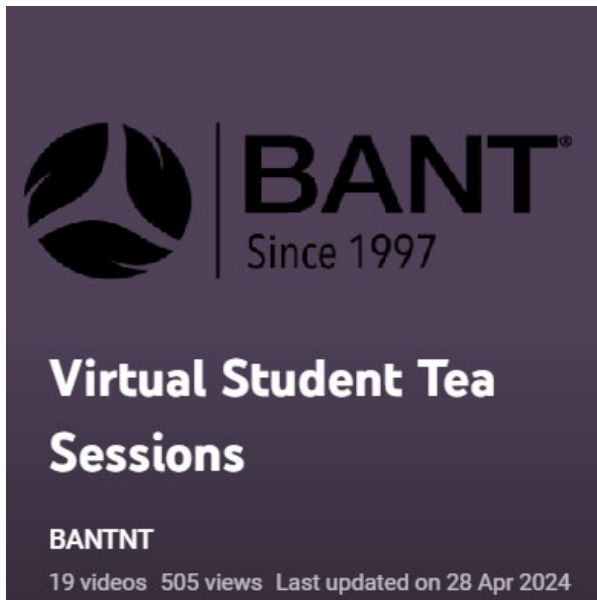 BANT®
Since 1997
Virtual Student Tea
Sessions
BANTNT
19 videos 505 views Last updated on 28 Apr 2024